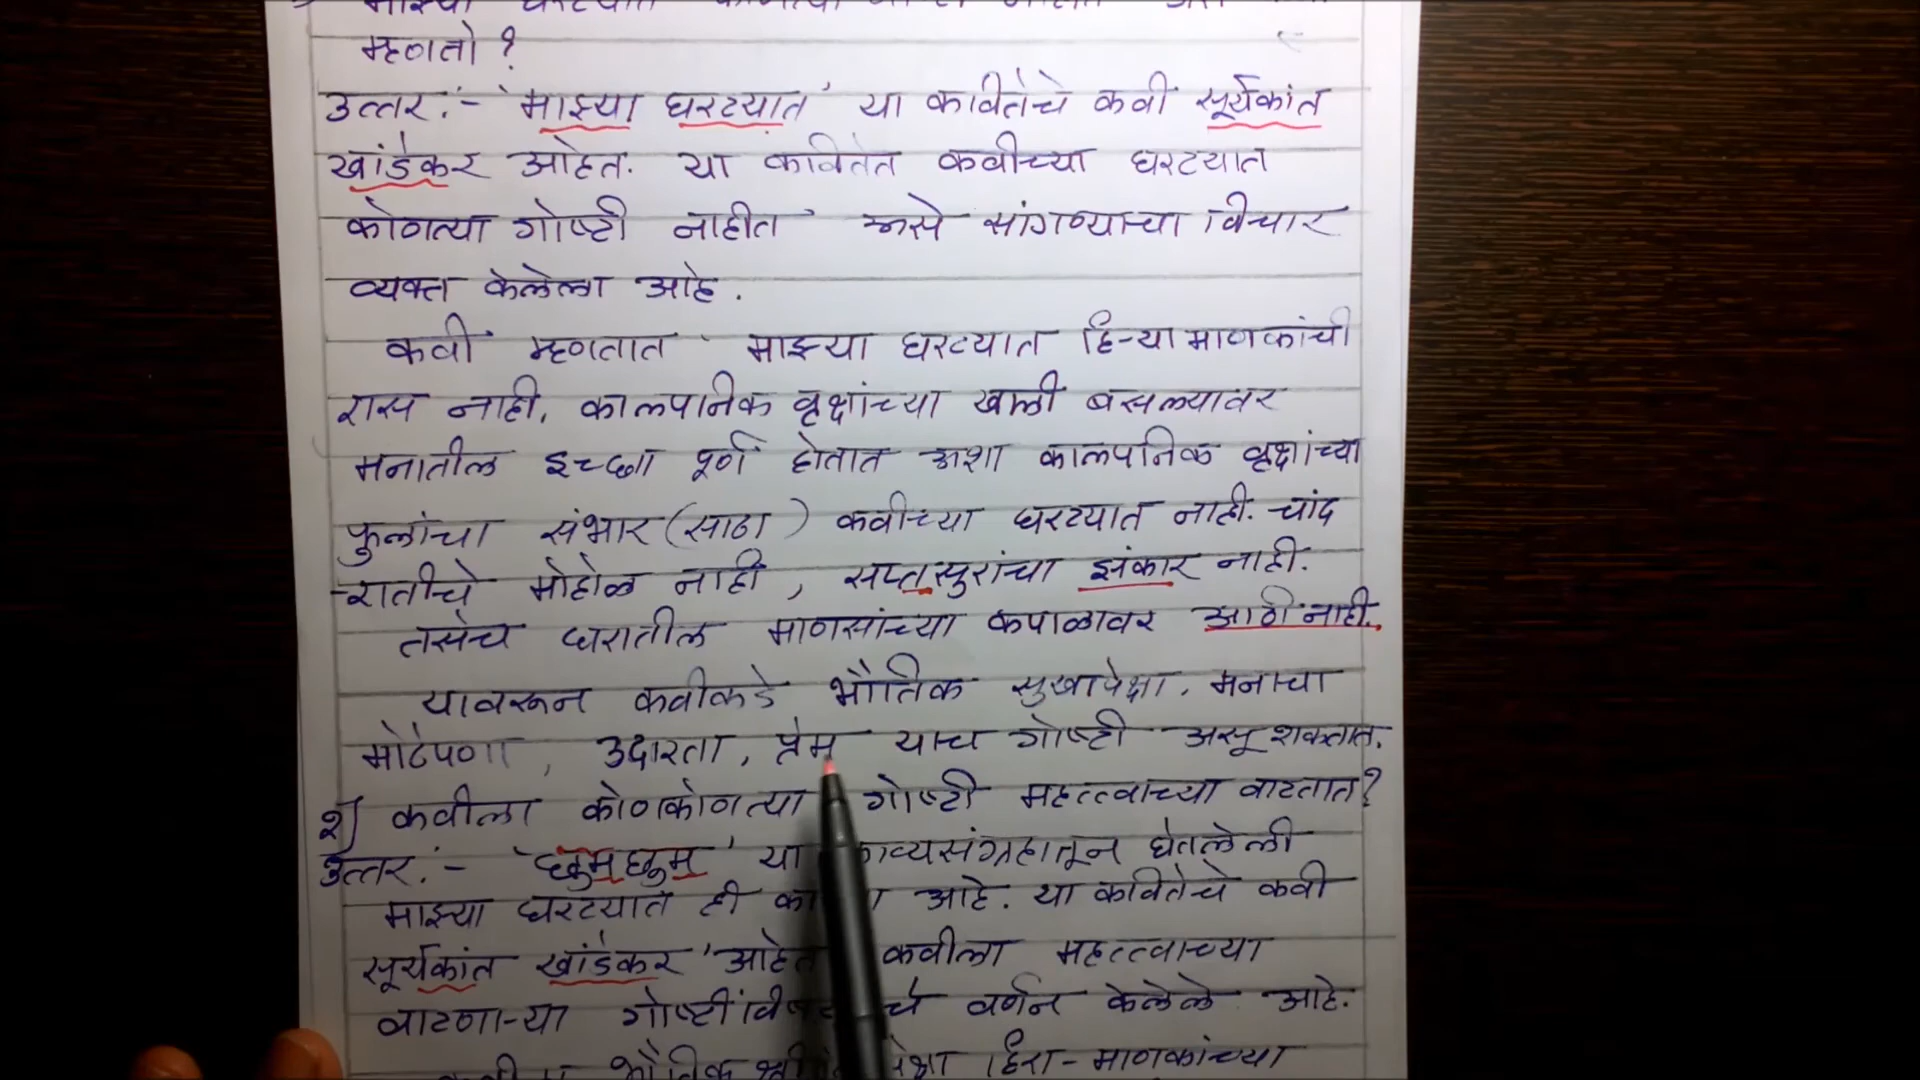 म्हणतो ?
उत्तर :- 'माझ्या घरट्यात' या कवितेचे कवी सूर्यकांत
खांडेकर आहेत. या कवितेत कवीच्या घरट्यात
कोणत्या गोष्टी नाहीत असे सांगण्याचा विचार
व्यक्त केलेला आहे.
कवी म्हणतात माझ्या घरट्यात हिऱ्या माणकांची
रास नाही. काल्पनिक वृक्षांच्या खाली बसल्यावर
मनातील इच्छा पूर्ण होतात अशा काल्पनिक वृक्षांच्या
फुलांचा संभार (साठा) कवीच्या घरट्यात नाही. चांद
रातीचे मोहोळ नाही, सप्तसुरांचा झंकार नाही.
तसेच घरातील माणसांच्या कपाळावर आठी नाही.
यावरून कवीकडे भौतिक सुखापेक्षा, मनाचा
मोठेपणा, उदारता, प्रेम याच गोष्टी असू शकतात.
२) कवीला कोणकोणत्या गोष्टी महत्त्वाच्या वाटतात?
उत्तर :- 'छुमछुम' या काव्यसंग्रहातून घेतलेली
माझ्या घरट्यात ही आहे. या कवितेचे कवी
सूर्यकांत खांडेकर आहेत कवीला महत्त्वाच्या
वाटणाऱ्या वर्णन केलेले आहे.
भौतिक हिरा-माणकांच्या